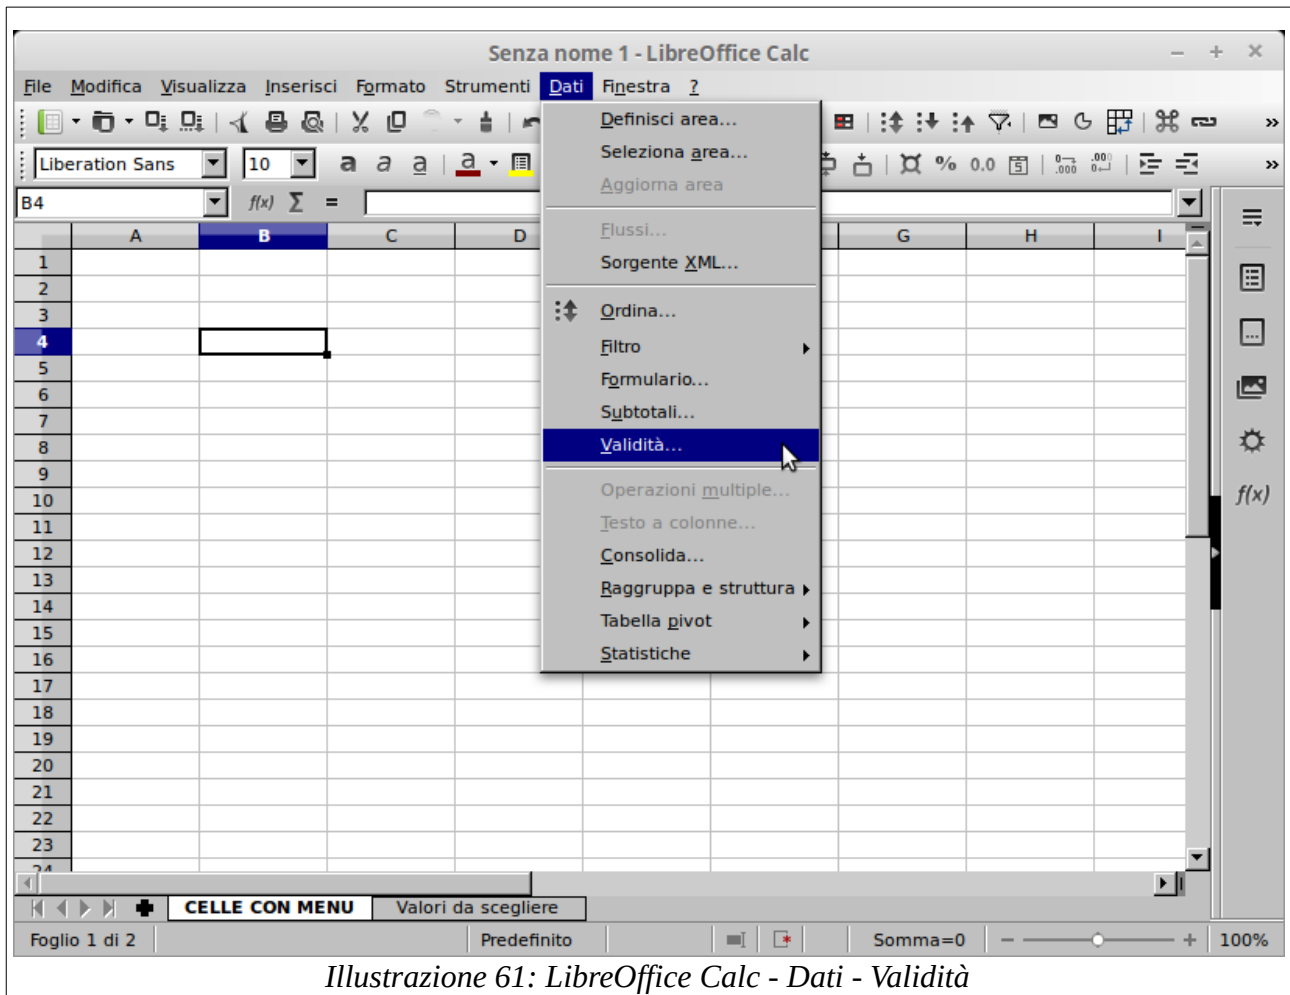 Senza nome 1 - LibreOffice Calc
File Modifica Visualizza Inserisci Formato Strumenti Dati Finestra ?
Definisci area...
Seleziona area...
Aggiorna area
Flussi...
Sorgente XML...
Ordina...
Filtro
Formulario...
Subtotali...
Validità...
Operazioni multiple...
Testo a colonne...
Consolida...
Raggruppa e struttura
Tabella pivot
Statistiche
Liberation Sans 10 a a a a % 0.0
B4 f(x) Σ =
A B C D G H I
1
2
3
4
5
6
7
8
9
10
11
12
13
14
15
16
17
18
19
20
21
22
23
24
f(x)
CELLE CON MENU Valori da scegliere
Foglio 1 di 2 Predefinito Somma=0 100%
Illustrazione 61: LibreOffice Calc - Dati - Validità